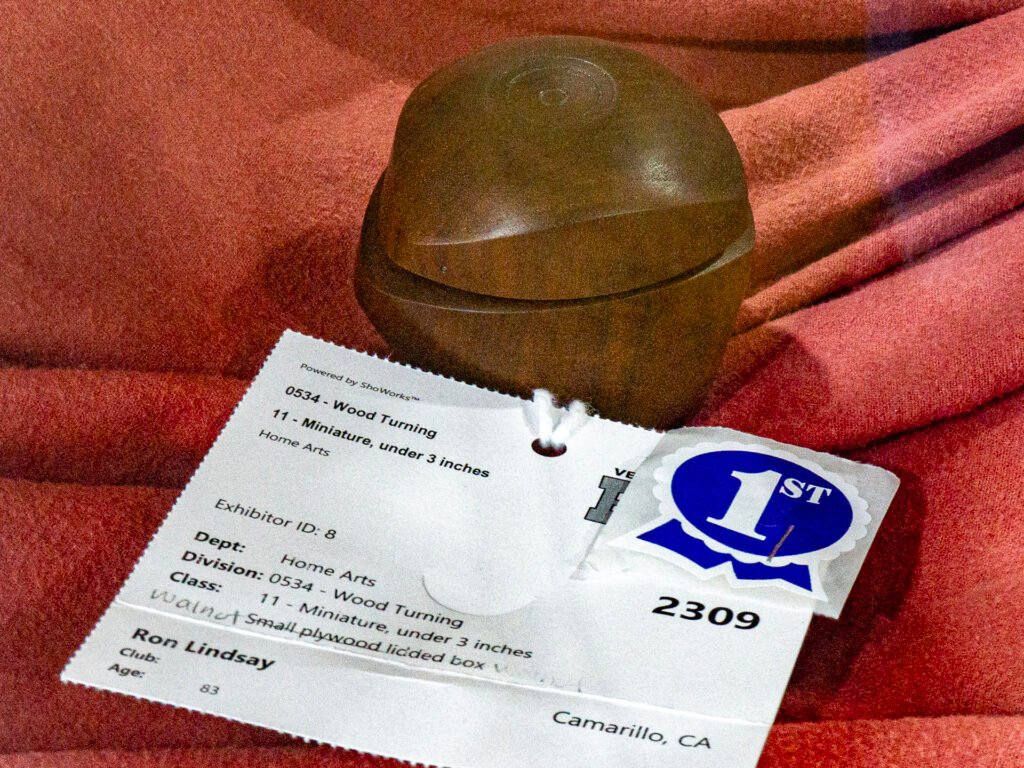 Powered by ShoWorks™
0534 - Wood Turning
11 - Miniature, under 3 inches
Home Arts
VE
1ST
Exhibitor ID: 8
2309
Dept: Home Arts
Division: 0534 - Wood Turning
Class: 11 - Miniature, under 3 inches
walnut Small plywood lidded box
Ron Lindsay
Club:
Age: 83
Camarillo, CA